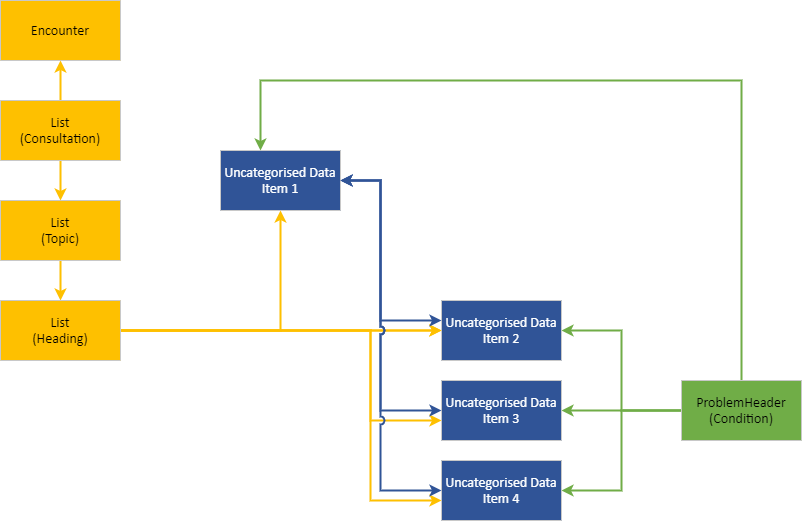 Encounter
List
(Consultation)
Uncategorised Data
Item 1
List
(Topic)
List
(Heading)
Uncategorised Data
Item 2
Uncategorised Data
Item 3
ProblemHeader
(Condition)
Uncategorised Data
Item 4